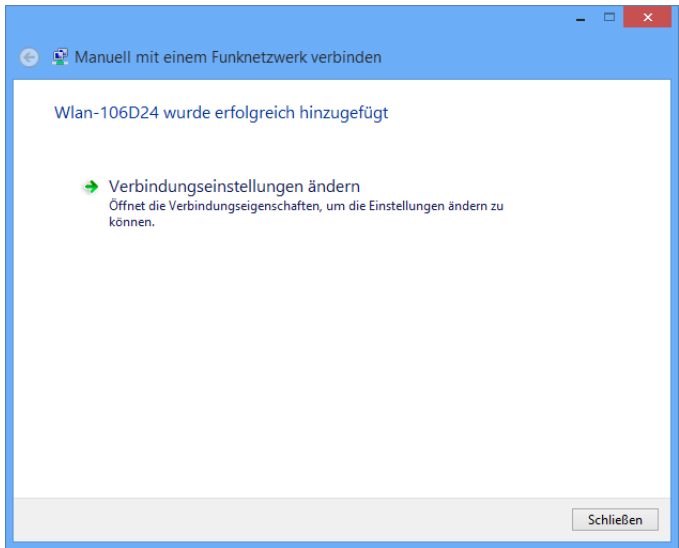 Manuell mit einem Funknetzwerk verbinden
Wlan-106D24 wurde erfolgreich hinzugefügt
Verbindungseinstellungen ändern
Öffnet die Verbindungseigenschaften, um die Einstellungen ändern zu
können.
Schließen